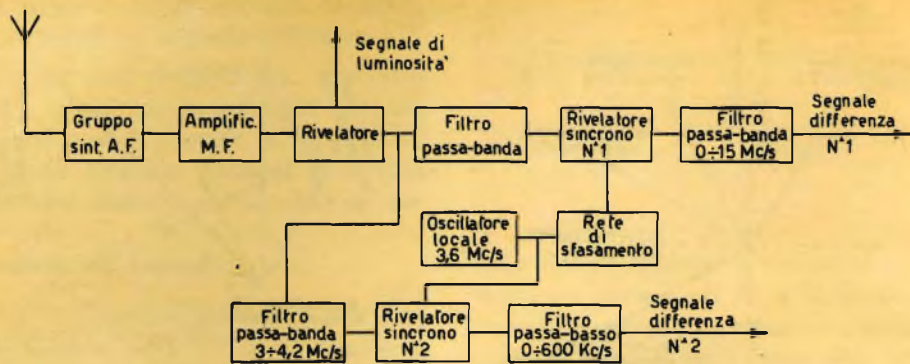 Segnale di
luminosita'
Gruppo
sint. A.F.
Amplific.
M.F.
Rivelatore
Filtro
passa-banda
Rivelatore
sincrono
N°1
Filtro
passa-banda
0÷15 Mc/s
Segnale
differenza
N°1
Oscillatore
locale
3,6 Mc/s
Rete
di
sfasamento
Filtro
passa-banda
3÷4,2 Mc/s
Rivelatore
sincrono
N°2
Filtro
passa-basso
0÷600 Kc/s
Segnale
differenza
N°2